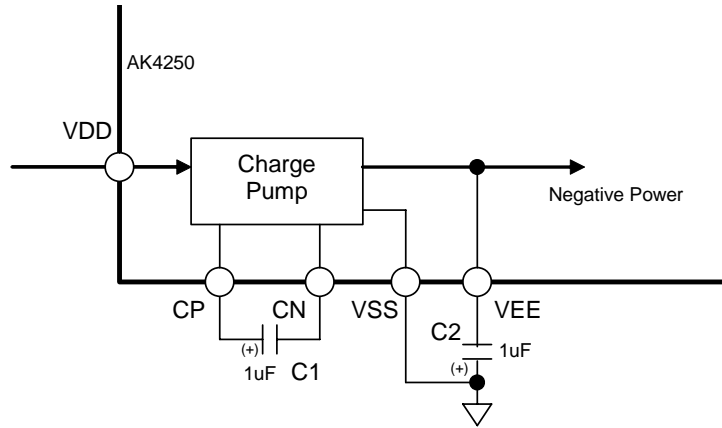 AK4250
VDD
Charge
Pump
Negative Power
CP
CN
VSS
VEE
(+)
1uF
C1
C2
1uF
(+)